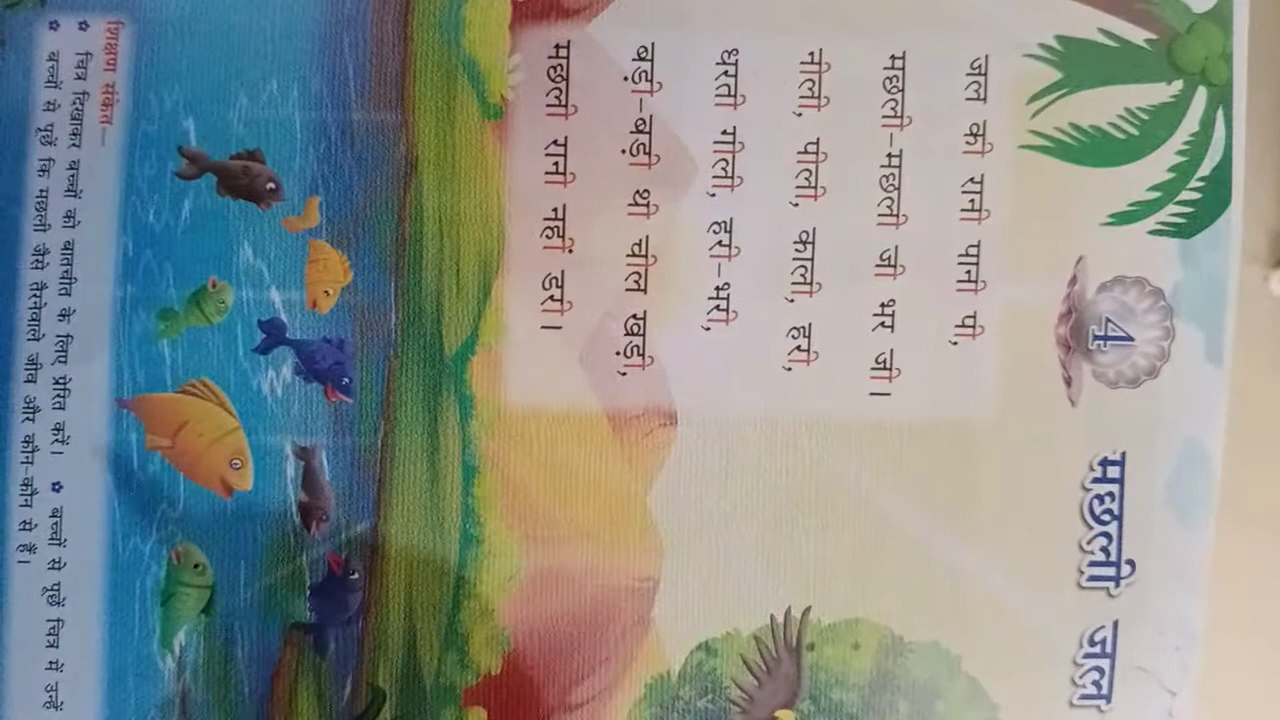 4
मछली जल
जल की रानी पानी पी,
मछली-मछली जी भर जी।
नीली, पीली, काली, हरी,
धरती गीली, हरी-भरी,
बड़ी-बड़ी थी चील खड़ी,
मछली रानी नहीं डरी।
शिक्षण संकेत—
✿ चित्र दिखाकर बच्चों को बातचीत के लिए प्रेरित करें। ✿ बच्चों से पूछें चित्र में उन्हें
✿ बच्चों से पूछें कि मछली जैसे तैरनेवाले जीव और कौन-कौन से हैं।